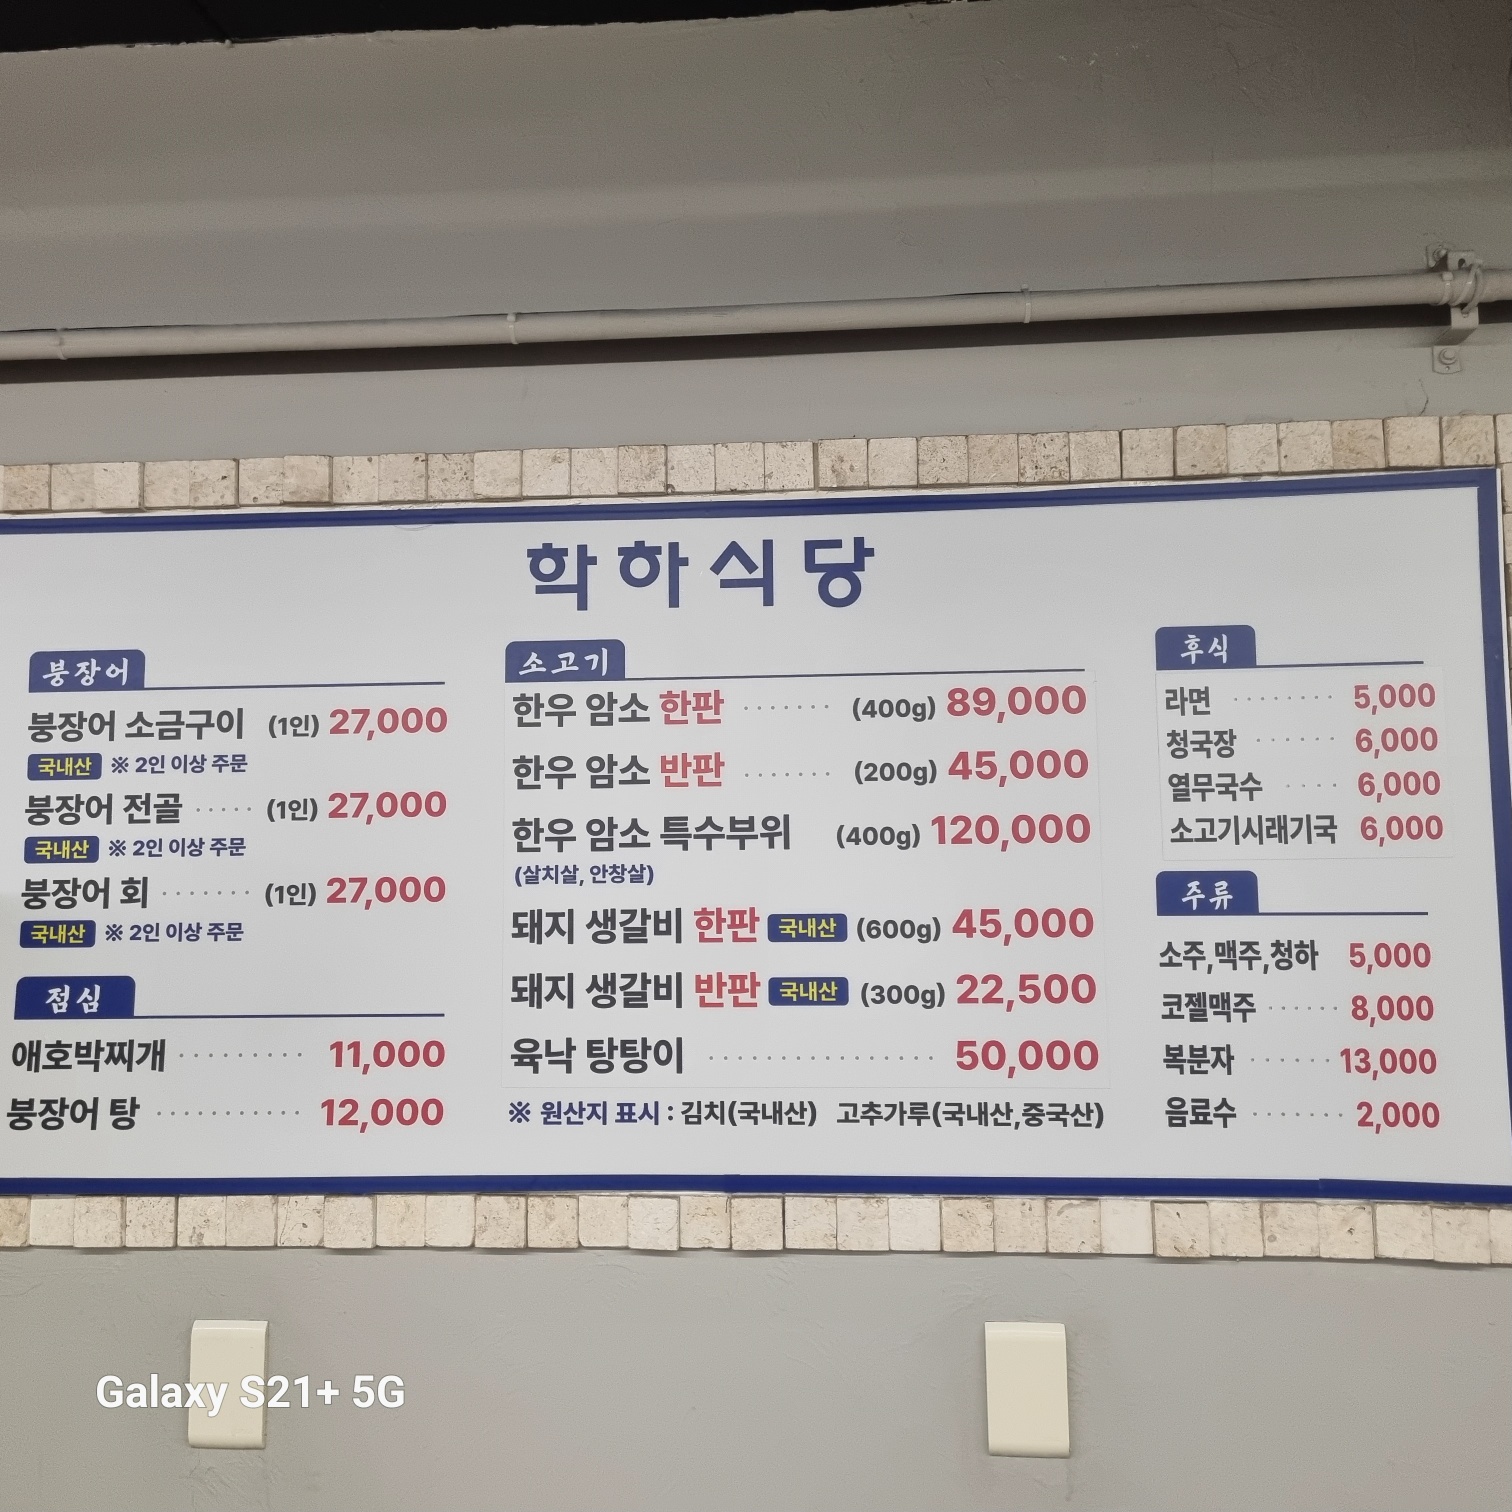 학하식당
붕장어
붕장어 소금구이 (1인) 27,000
국내산 ※ 2인 이상 주문
붕장어 전골 ····· (1인) 27,000
국내산 ※ 2인 이상 주문
붕장어 회 ······· (1인) 27,000
국내산 ※ 2인 이상 주문
점심
애호박찌개 ·········· 11,000
붕장어 탕 ············ 12,000
소고기
한우 암소 한판 ······· (400g) 89,000
한우 암소 반판 ······· (200g) 45,000
한우 암소 특수부위 (400g) 120,000
(살치살, 안창살)
돼지 생갈비 한판 국내산 (600g) 45,000
돼지 생갈비 반판 국내산 (300g) 22,500
육낙 탕탕이 ·················· 50,000
※ 원산지 표시 : 김치(국내산) 고추가루(국내산,중국산)
후식
라면 ········ 5,000
청국장 ······ 6,000
열무국수 ···· 6,000
소고기시래기국 6,000
주류
소주,맥주,청하 5,000
코젤맥주 ······ 8,000
복분자 ······ 13,000
음료수 ······· 2,000
Galaxy S21+ 5G